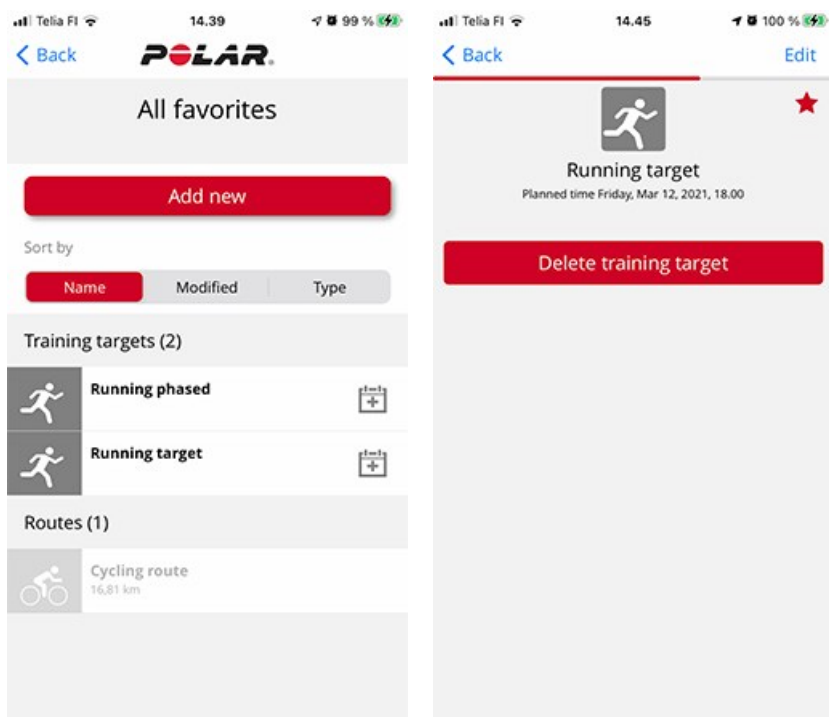 Telia FI 14.39 99 %
Back POLAR.
All favorites
Add new
Sort by
Name Modified Type
Training targets (2)
Running phased
Running target
Routes (1)
Cycling route
16,81 km
Telia FI 14.45 100 %
Back Edit
Running target
Planned time Friday, Mar 12, 2021, 18.00
Delete training target